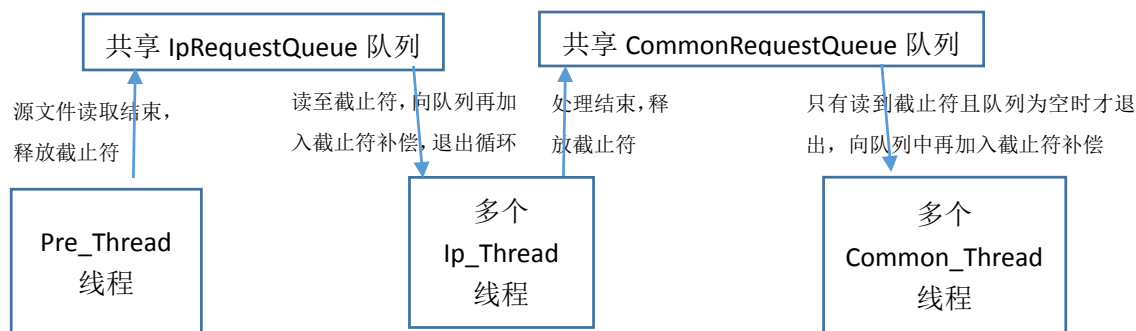 共享 IpRequestQueue 队列
共享 CommonRequestQueue 队列
源文件读取结束，
释放截止符
读至截止符，向队列再加
入截止符补偿，退出循环
处理结束，释
放截止符
只有读到截止符且队列为空时才退
出，向队列中再加入截止符补偿
Pre_Thread
线程
多个
Ip_Thread
线程
多个
Common_Thread
线程